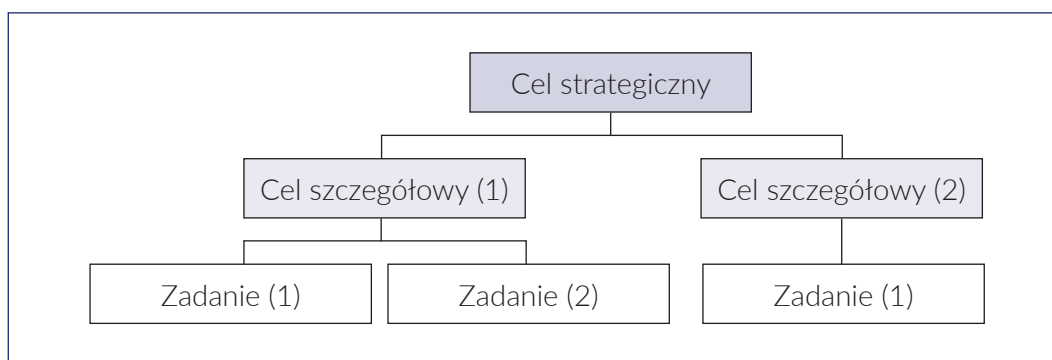 Cel strategiczny
Cel szczegółowy (1)
Cel szczegółowy (2)
Zadanie (1)
Zadanie (2)
Zadanie (1)